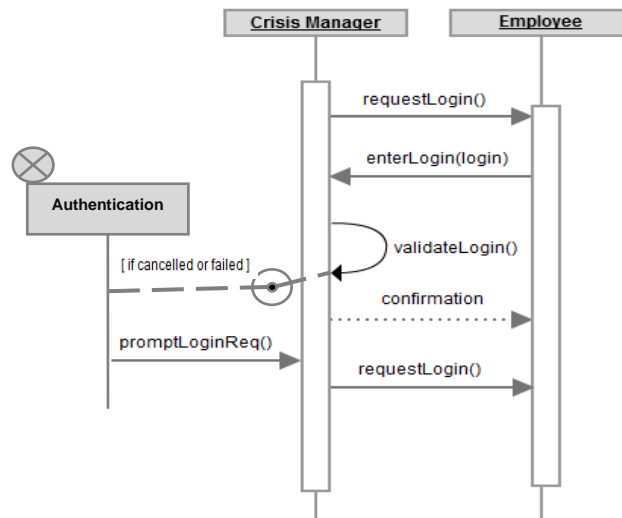 Crisis Manager
Employee
requestLogin()
enterLogin(login)
Authentication
validateLogin()
[ if cancelled or failed ]
confirmation
promptLoginReq()
requestLogin()